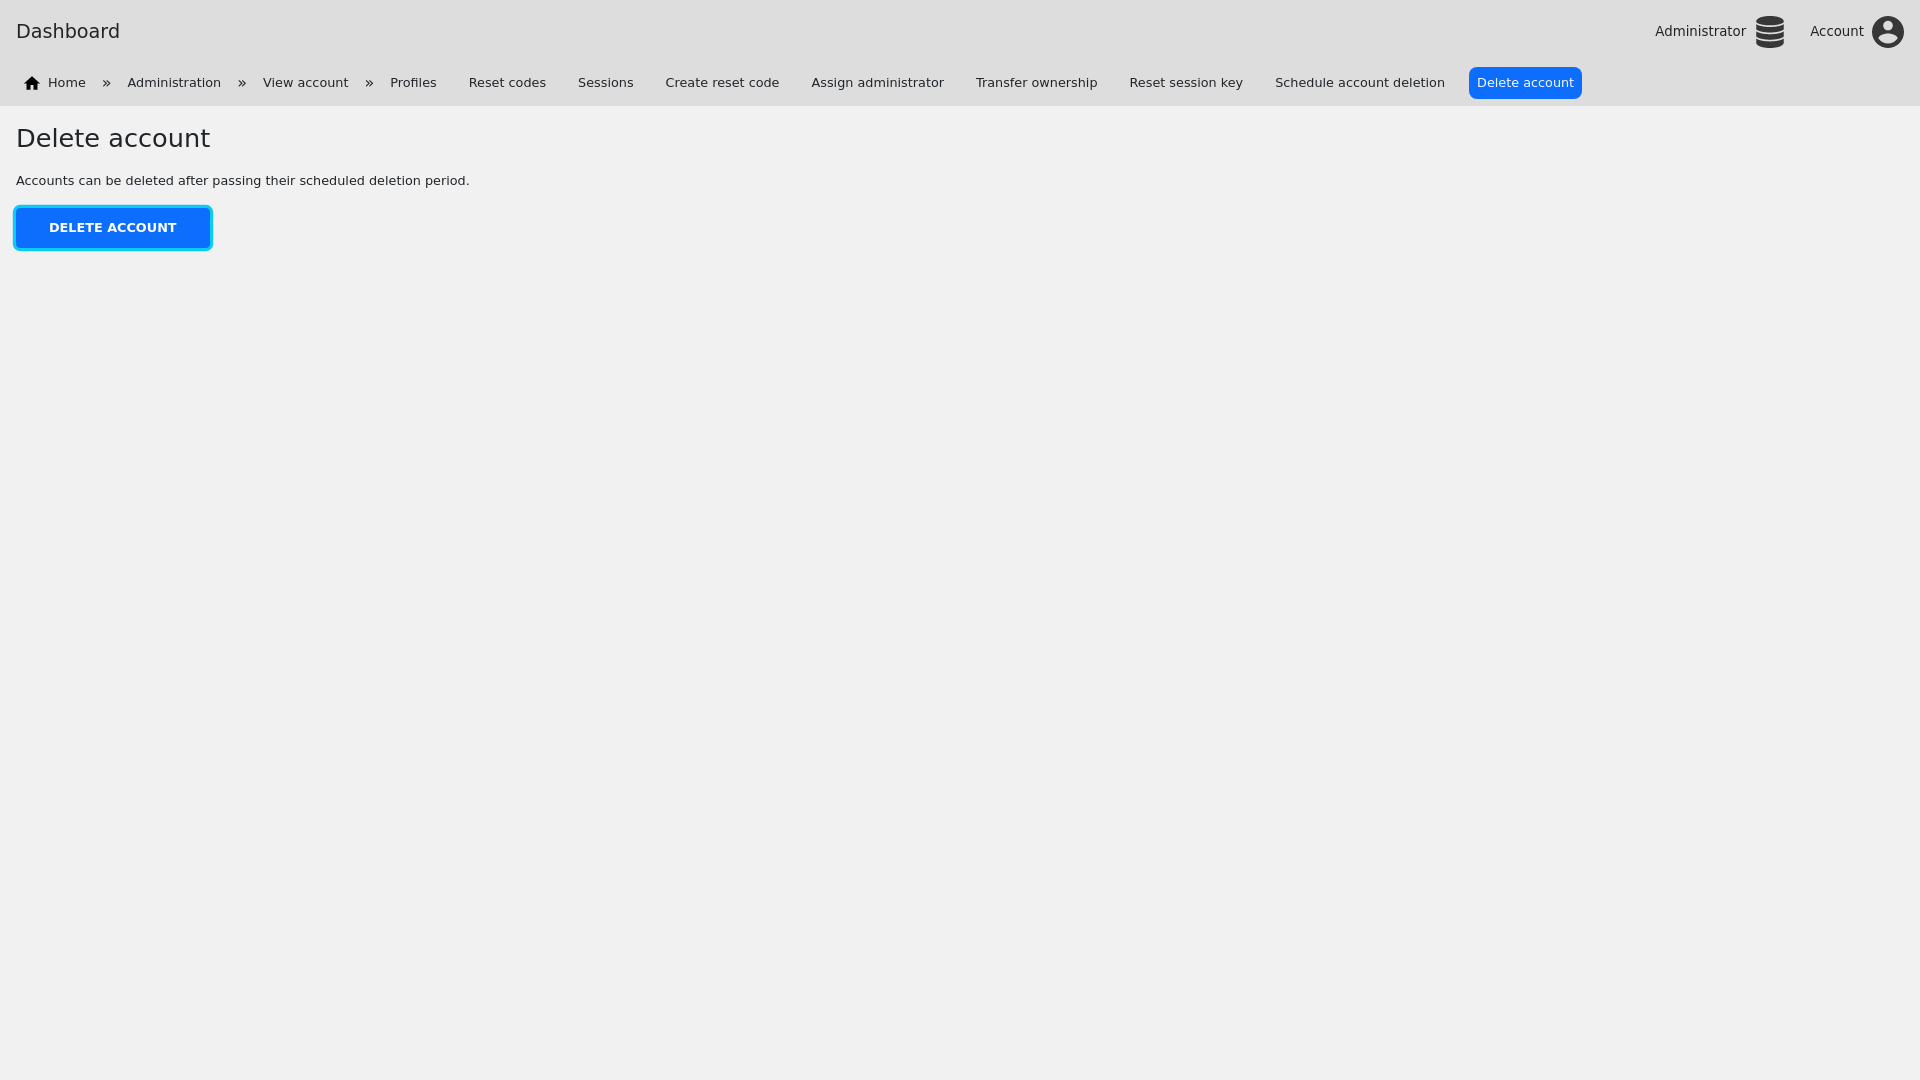 Dashboard
Administrator
Account
Home » Administration » View account » Profiles Reset codes Sessions Create reset code Assign administrator Transfer ownership Reset session key Schedule account deletion Delete account
Delete account
Accounts can be deleted after passing their scheduled deletion period.
DELETE ACCOUNT